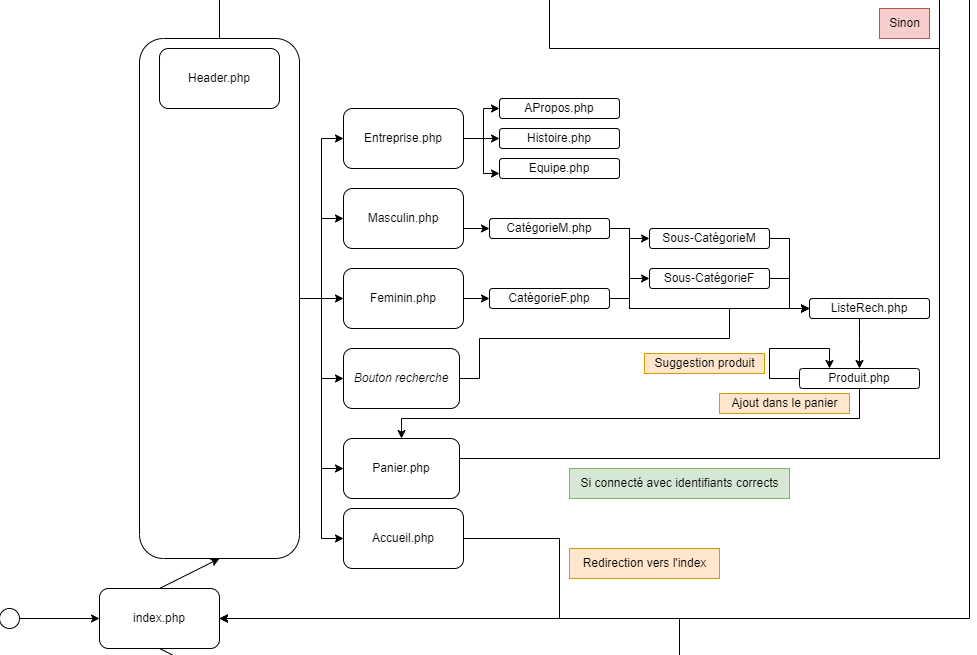 Sinon
Header.php
APropos.php
Entreprise.php
Histoire.php
Equipe.php
Masculin.php
CatégorieM.php
Sous-CatégorieM
Sous-CatégorieF
Feminin.php
CatégorieF.php
ListeRech.php
Suggestion produit
Bouton recherche
Produit.php
Ajout dans le panier
Panier.php
Si connecté avec identifiants corrects
Accueil.php
Redirection vers l'index
index.php